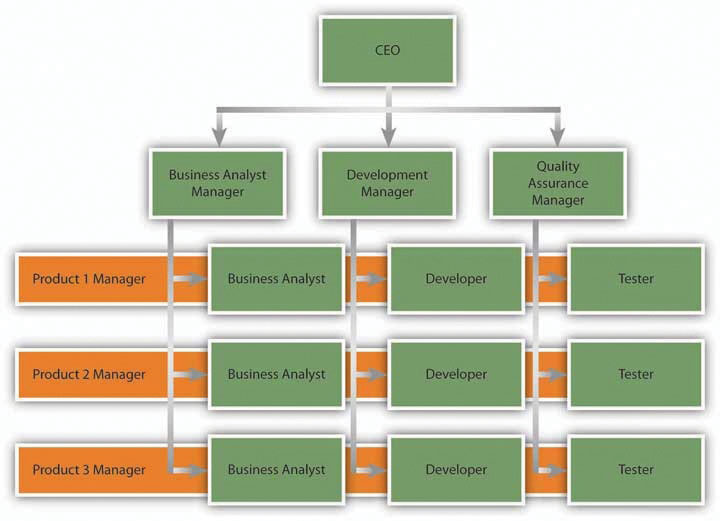 CEO
Business Analyst
Manager
Development
Manager
Quality
Assurance
Manager
Product 1 Manager
Business Analyst
Developer
Tester
Product 2 Manager
Business Analyst
Developer
Tester
Product 3 Manager
Business Analyst
Developer
Tester